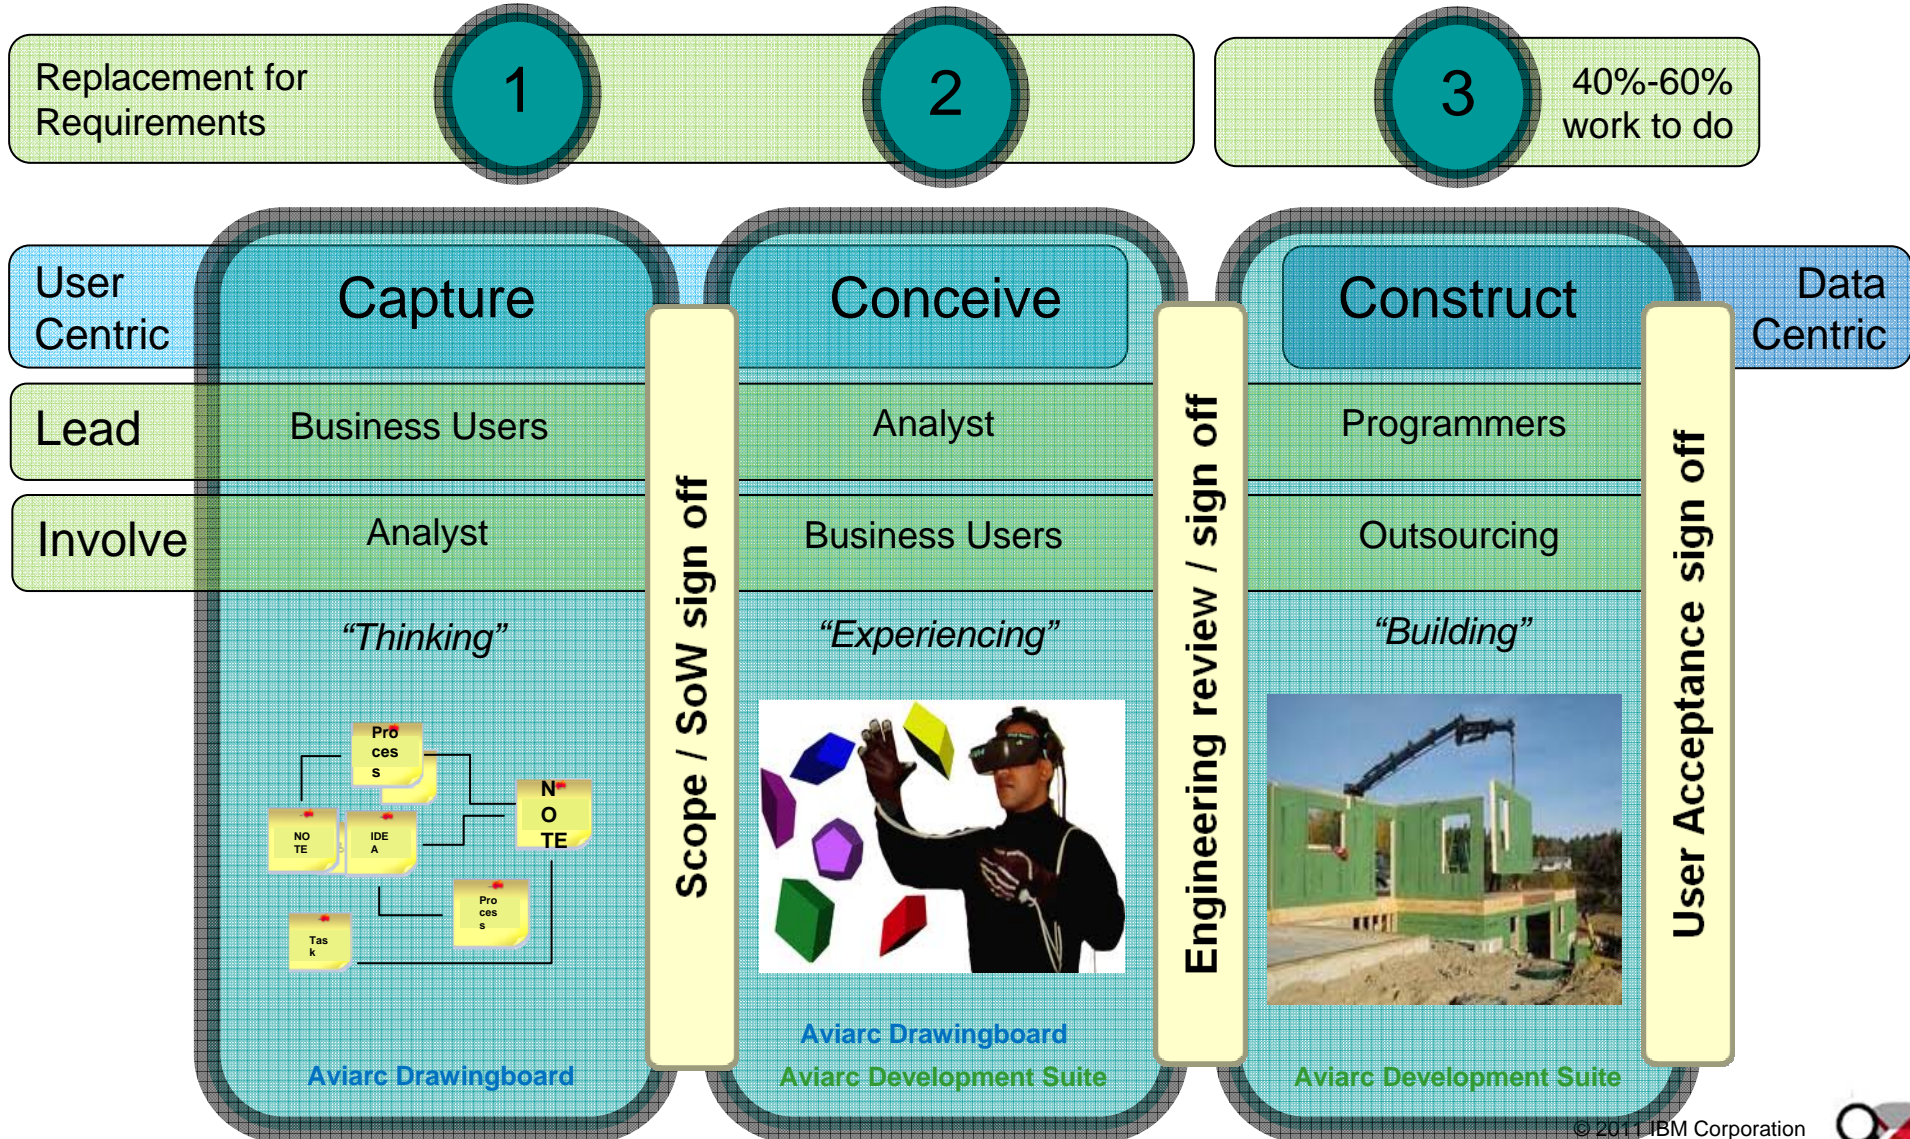 Replacement for
Requirements
1
2
3
40%-60%
work to do
User
Centric
Capture
Conceive
Construct
Data
Centric
Lead
Business Users
Analyst
Programmers
Involve
Analyst
Business Users
Outsourcing
“Thinking”
“Experiencing”
“Building”
Scope / SoW sign off
Engineering review / sign off
User Acceptance sign off
Pro
ces
s
N
O
TE
NO
TE
IDE
A
Pro
ces
s
Tas
k
Aviarc Drawingboard
Aviarc Drawingboard
Aviarc Development Suite
Aviarc Development Suite
© 2011 IBM Corporation